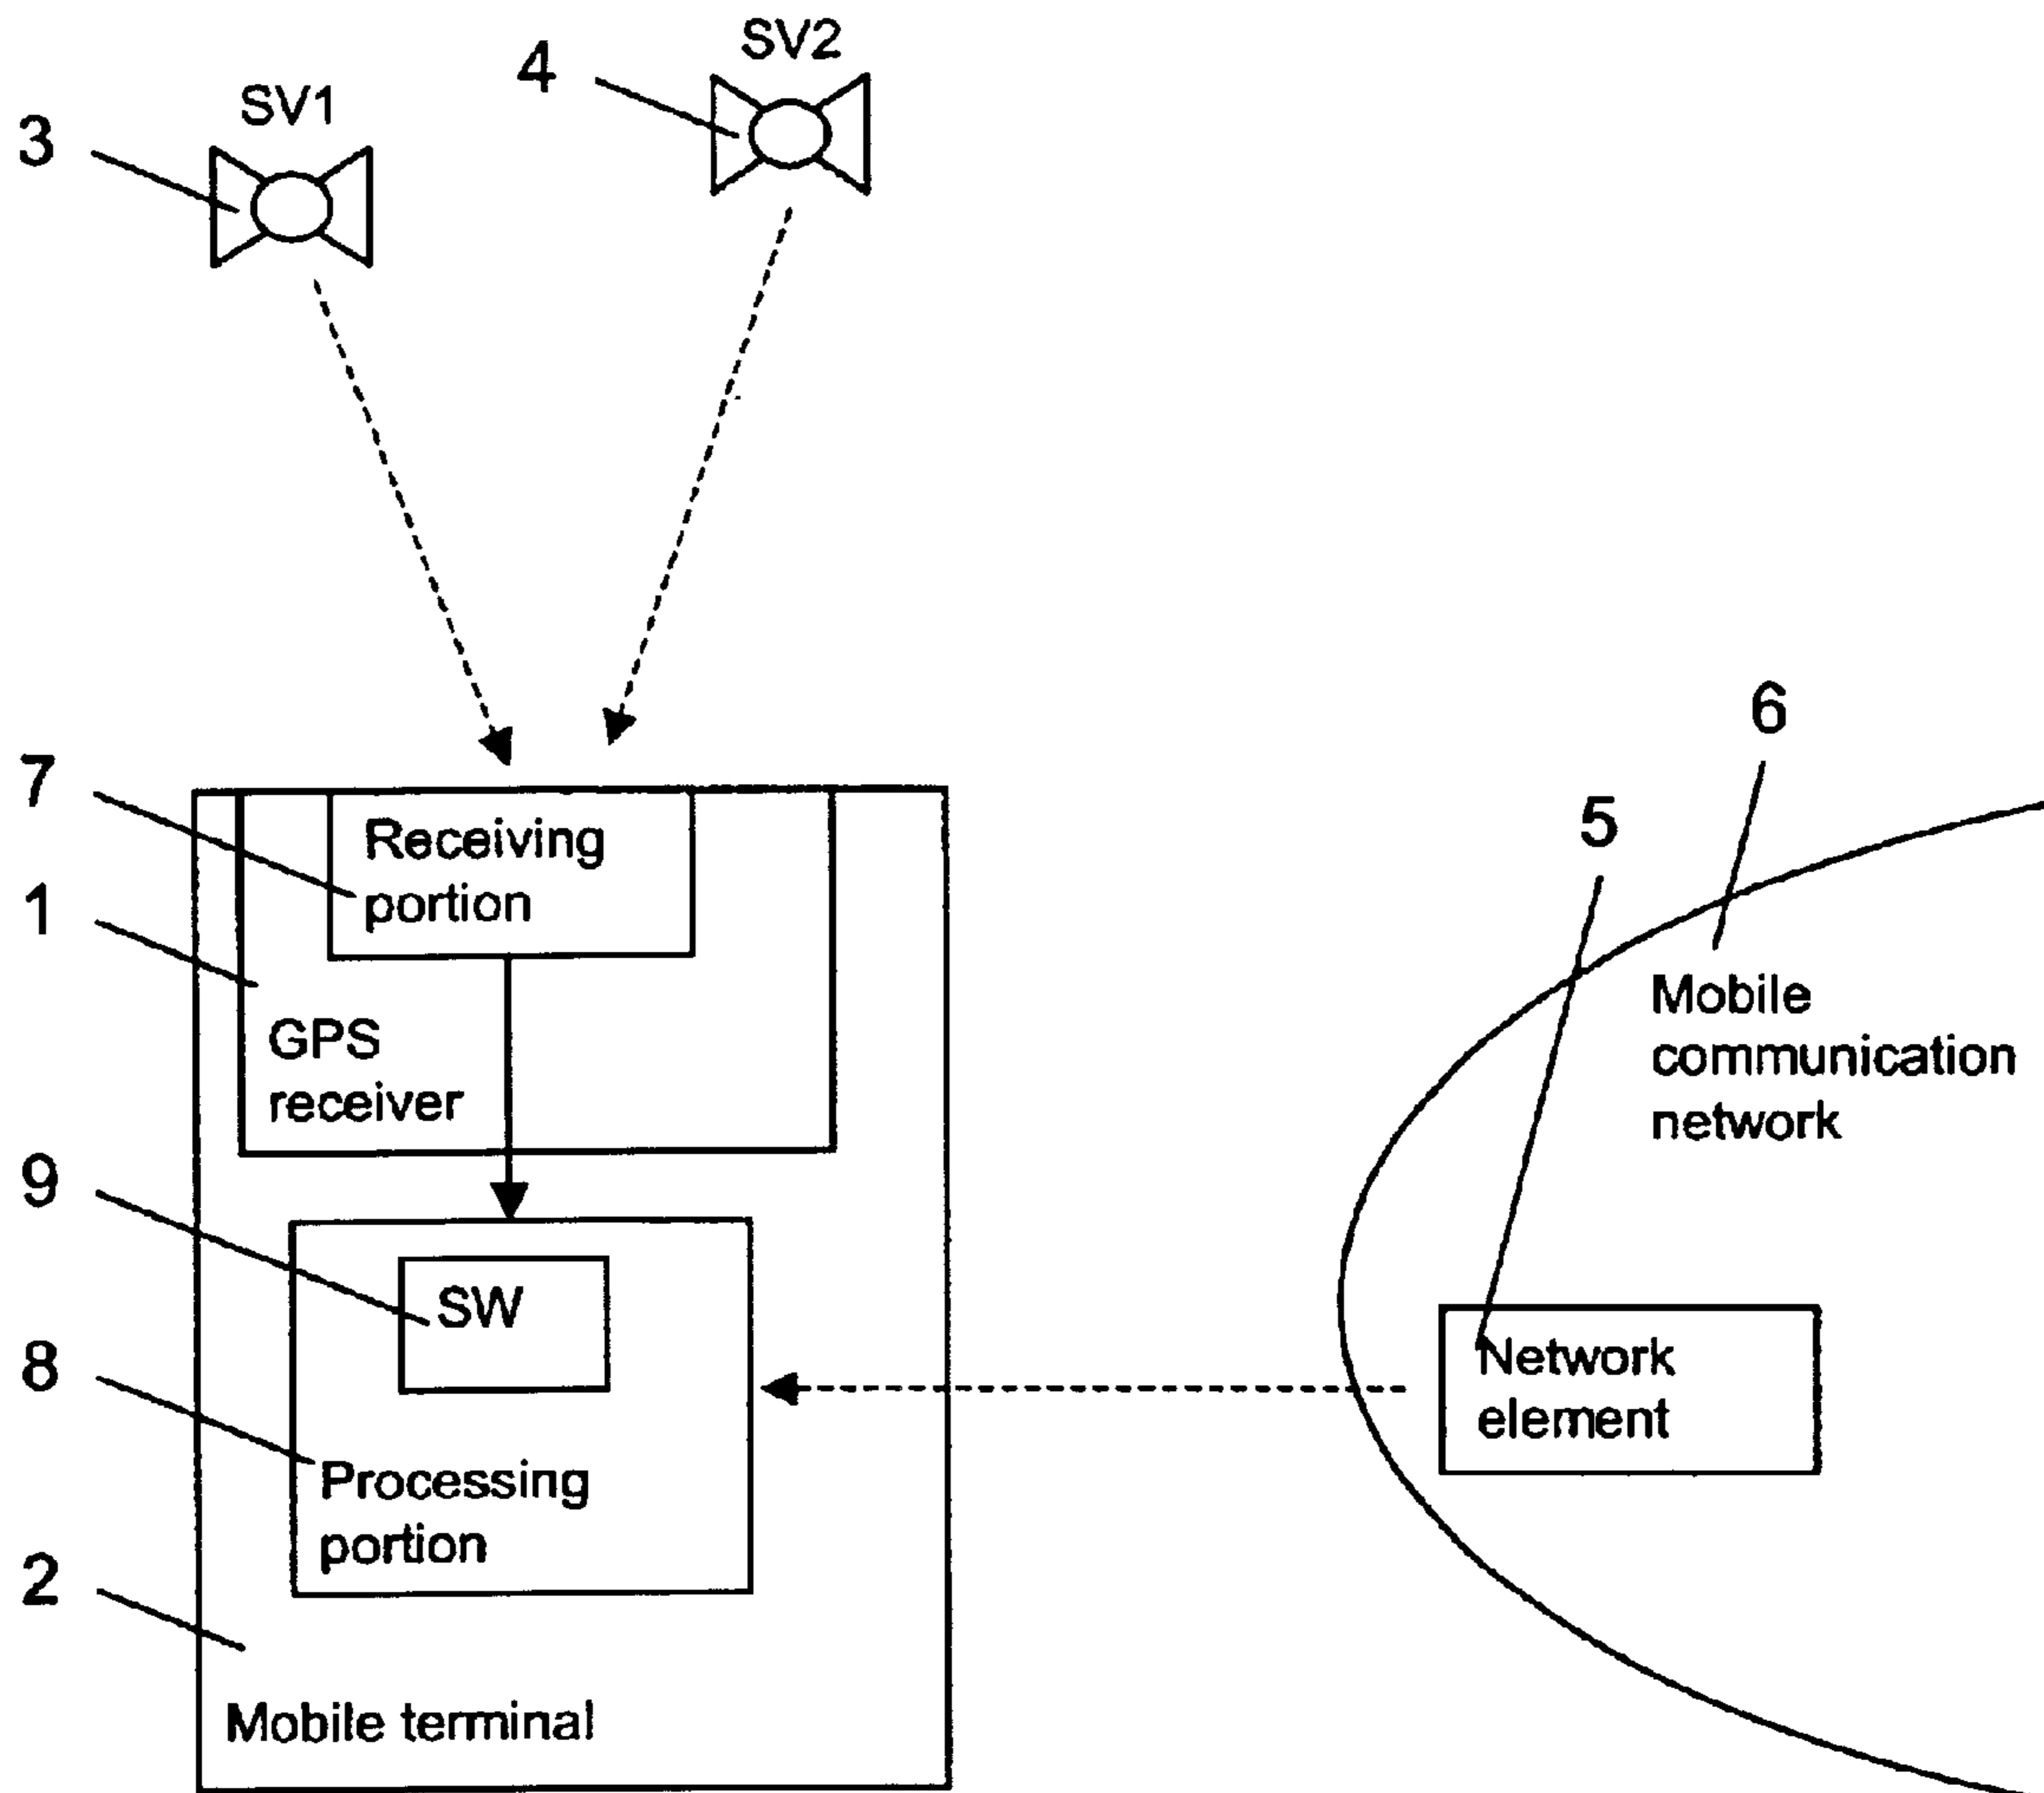 SV2
4
SV1
3
6
7
5
Receiving
portion
1
Mobile
communication
network
GPS
receiver
9
SW
8
Network
element
Processing
portion
2
Mobile terminal